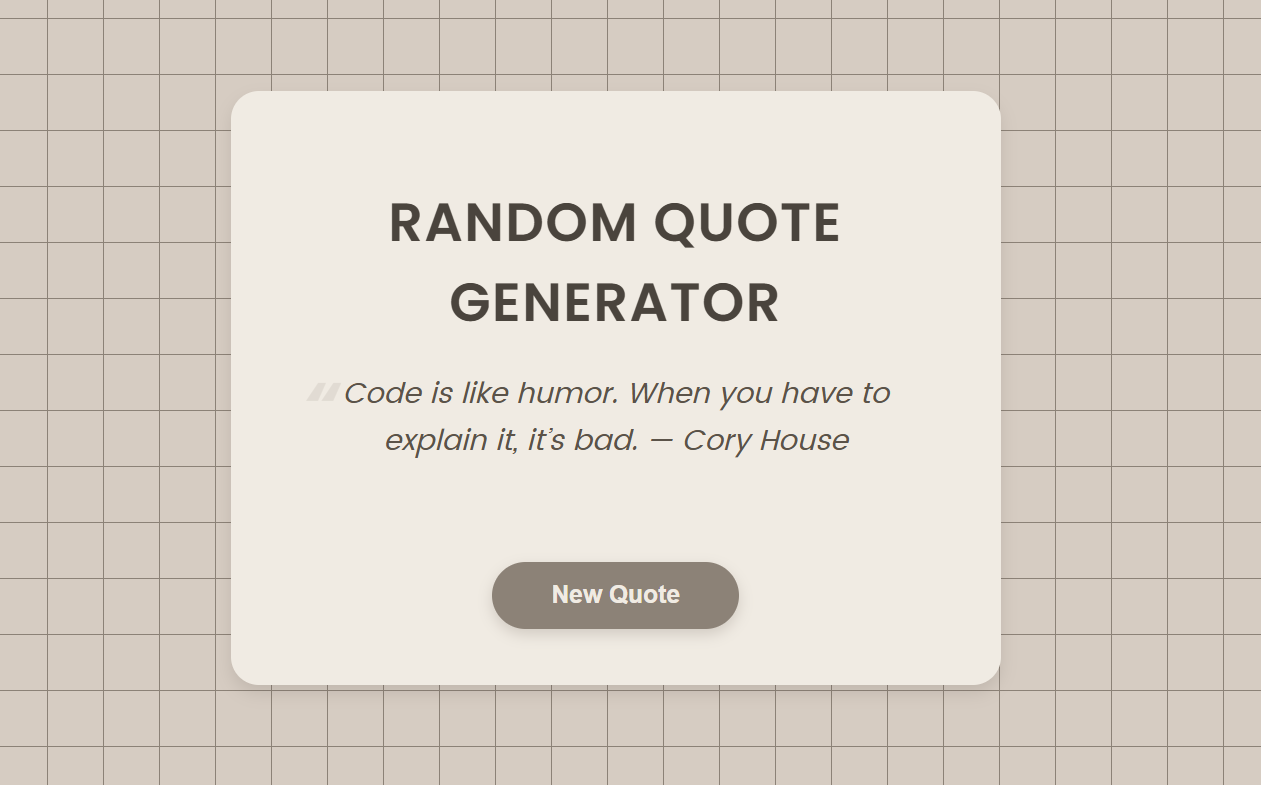 RANDOM QUOTE
GENERATOR
"Code is like humor. When you have to
explain it, it's bad. — Cory House
New Quote